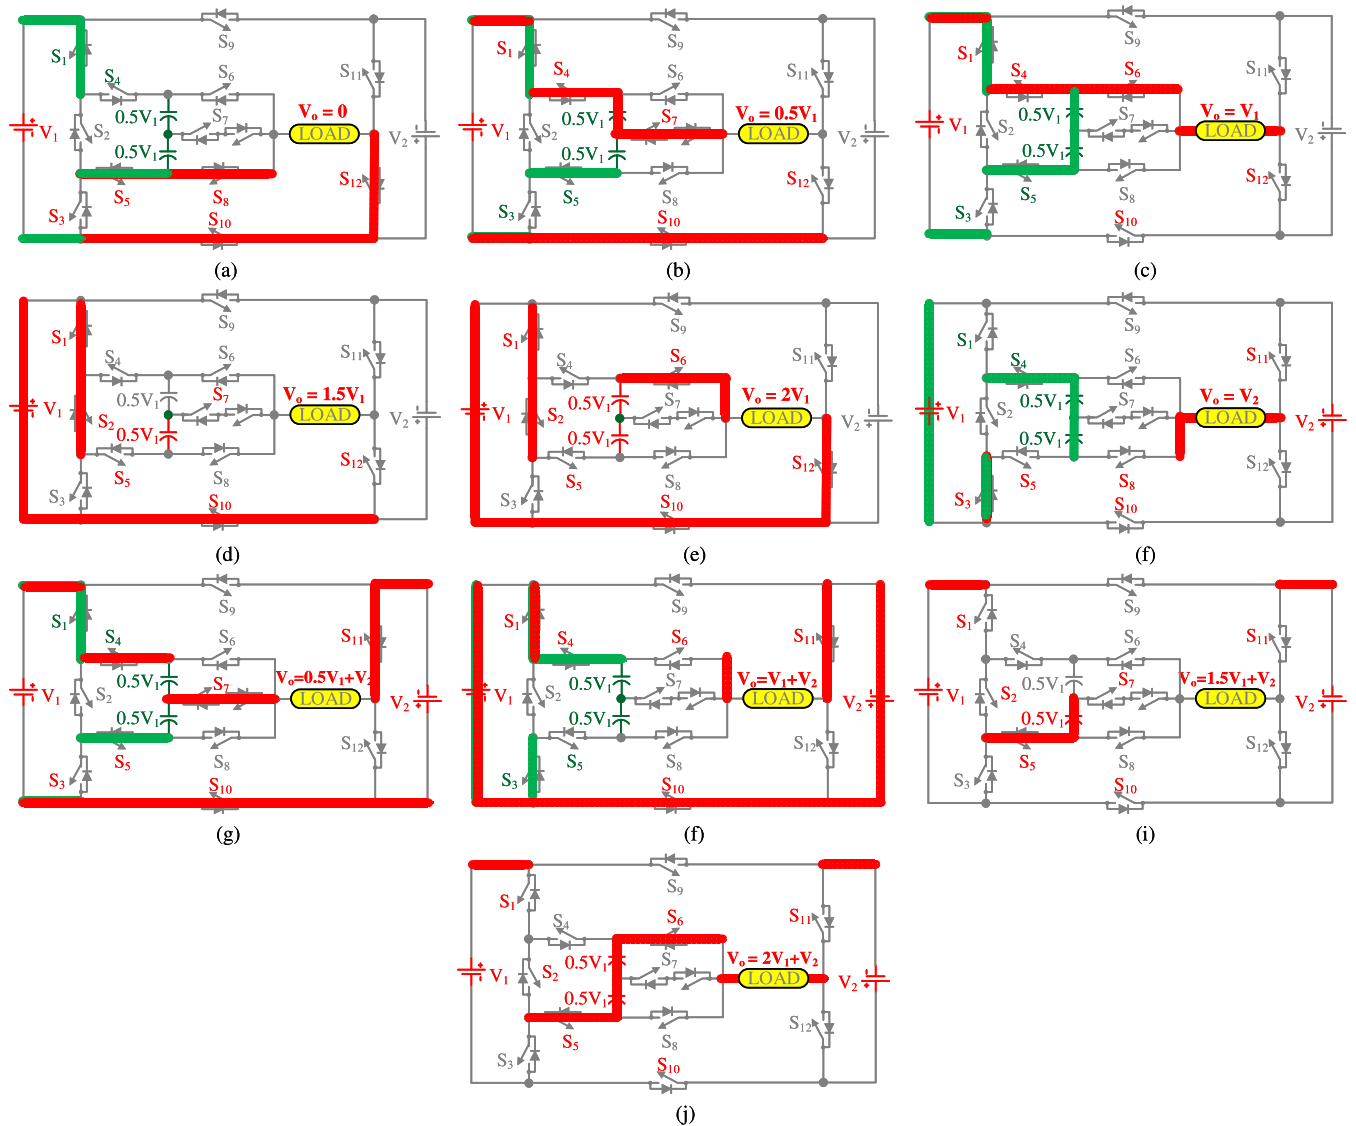 S9
S1
S4
S6
S11
0.5V1
Vo = 0
V1
S2
S7
LOAD
V2
0.5V1
S12
S5
S8
S3
S10
(a)
S9
S1
S4
S6
S11
0.5V1
Vo = 0.5V1
V1
S2
S7
LOAD
V2
0.5V1
S12
S5
S8
S3
S10
(b)
S9
S1
S4
S6
S11
0.5V1
Vo = V1
V1
S2
S7
LOAD
V2
0.5V1
S12
S5
S8
S3
S10
(c)
S9
S1
S4
S6
S11
0.5V1
S7
Vo = 1.5V1
V1
S2
LOAD
V2
0.5V1
S12
S5
S8
S3
S10
(d)
S9
S1
S4
S6
S11
0.5V1
S7
Vo = 2V1
V1
S2
LOAD
V2
0.5V1
S12
S5
S8
S3
S10
(e)
S9
S1
S4
S6
S11
0.5V1
S7
Vo = V2
V1
S2
LOAD
V2
0.5V1
S12
S5
S8
S3
S10
(f)
S9
S1
S4
S6
S11
0.5V1
S7
Vo=0.5V1+V2
V1
S2
LOAD
V2
0.5V1
S12
S5
S8
S3
S10
(g)
S9
S1
S4
S6
S11
0.5V1
S7
Vo=V1+V2
V1
S2
LOAD
V2
0.5V1
S12
S5
S8
S3
S10
(f)
S9
S1
S4
S6
S11
0.5V1
S7
Vo=1.5V1+V2
V1
S2
LOAD
V2
0.5V1
S12
S5
S8
S3
S10
(i)
S9
S1
S4
S6
S11
0.5V1
S7
Vo= 2V1+V2
V1
S2
LOAD
V2
0.5V1
S12
S5
S8
S3
S10
(j)